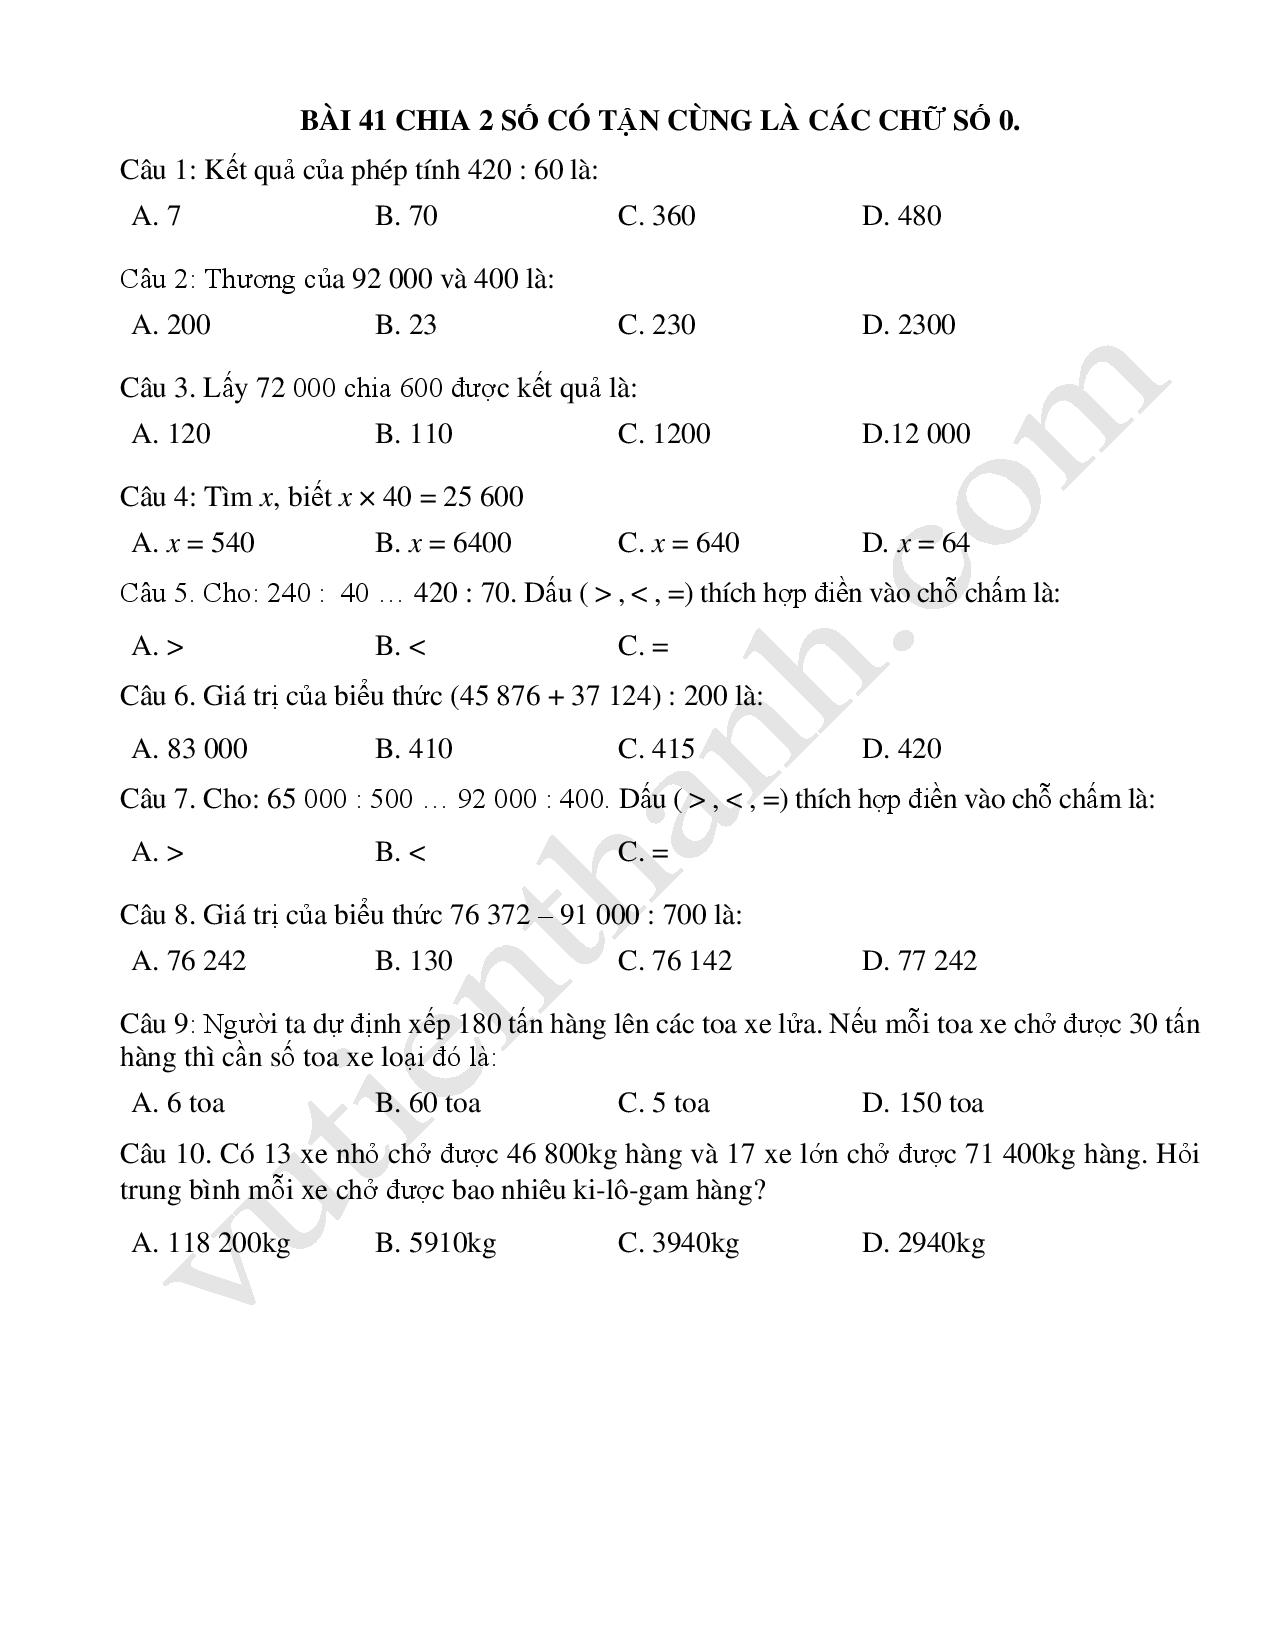 BÀI 41 CHIA 2 SỐ CÓ TẬN CÙNG LÀ CÁC CHỮ SỐ 0.
Câu 1: Kết quả của phép tính 420 : 60 là:
A. 7 B. 70 C. 360 D. 480
Câu 2: Thương của 92 000 và 400 là:
A. 200 B. 23 C. 230 D. 2300
Câu 3. Lấy 72 000 chia 600 được kết quả là:
A. 120 B. 110 C. 1200 D.12 000
Câu 4: Tìm x, biết x × 40 = 25 600
A. x = 540 B. x = 6400 C. x = 640 D. x = 64
Câu 5. Cho: 240 : 40 … 420 : 70. Dấu ( > , < , =) thích hợp điền vào chỗ chấm là:
A. > B. < C. =
Câu 6. Giá trị của biểu thức (45 876 + 37 124) : 200 là:
A. 83 000 B. 410 C. 415 D. 420
Câu 7. Cho: 65 000 : 500 … 92 000 : 400. Dấu ( > , < , =) thích hợp điền vào chỗ chấm là:
A. > B. < C. =
Câu 8. Giá trị của biểu thức 76 372 – 91 000 : 700 là:
A. 76 242 B. 130 C. 76 142 D. 77 242
Câu 9: Người ta dự định xếp 180 tấn hàng lên các toa xe lửa. Nếu mỗi toa xe chở được 30 tấn
hàng thì cần số toa xe loại đó là:
A. 6 toa B. 60 toa C. 5 toa D. 150 toa
Câu 10. Có 13 xe nhỏ chở được 46 800kg hàng và 17 xe lớn chở được 71 400kg hàng. Hỏi
trung bình mỗi xe chở được bao nhiêu ki-lô-gam hàng?
A. 118 200kg B. 5910kg C. 3940kg D. 2940kg
vutienthanh.com